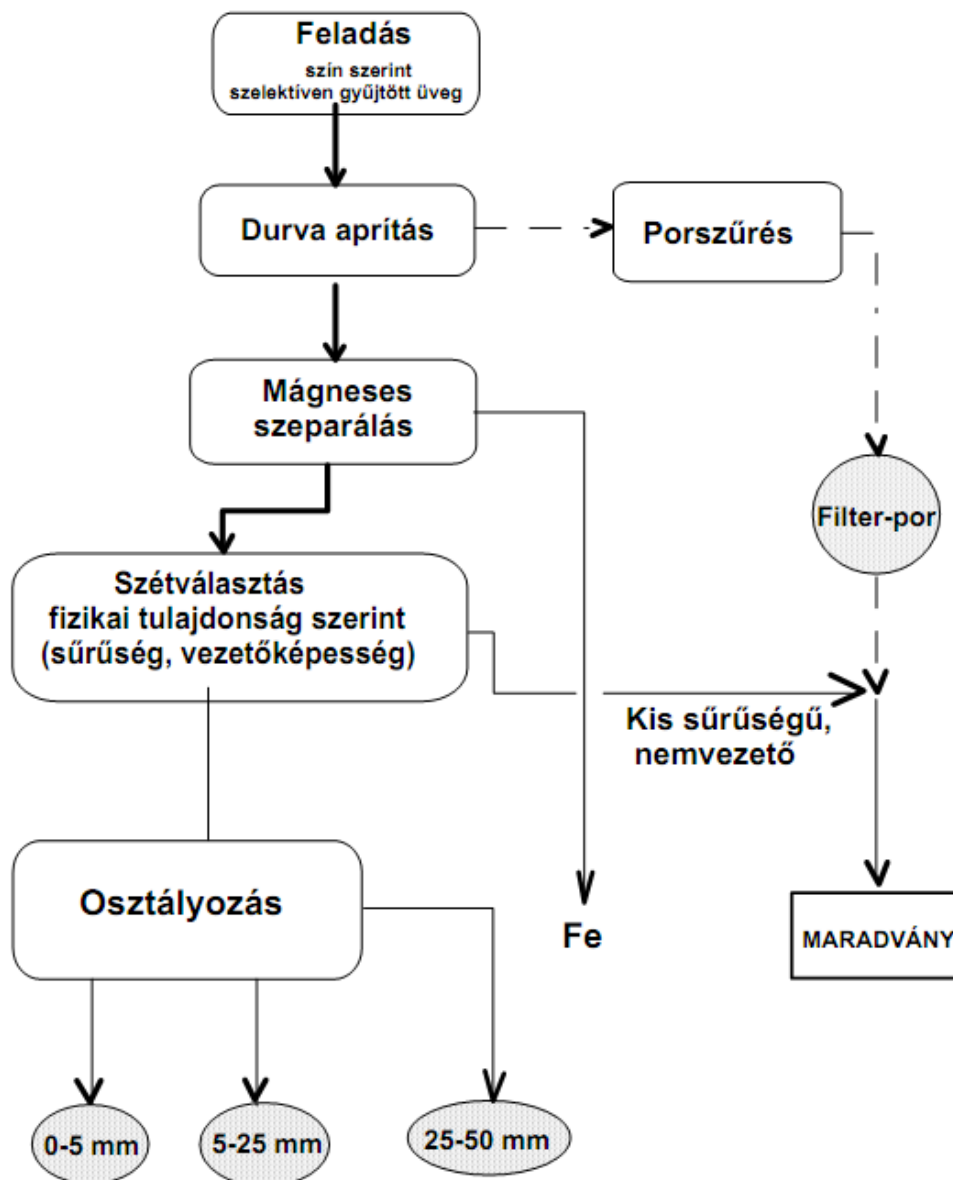 Feladás
szín szerint
szelektiven gyűjtött üveg
Durva aprítás
Porszűrés
Mágneses
szeparálás
Filter-por
Szétválasztás
fizikai tulajdonság szerint
(sűrűség, vezetőképesség)
Kis sűrűségű,
nemvezető
Osztályozás
Fe
MARADVÁNY
0-5 mm
5-25 mm
25-50 mm